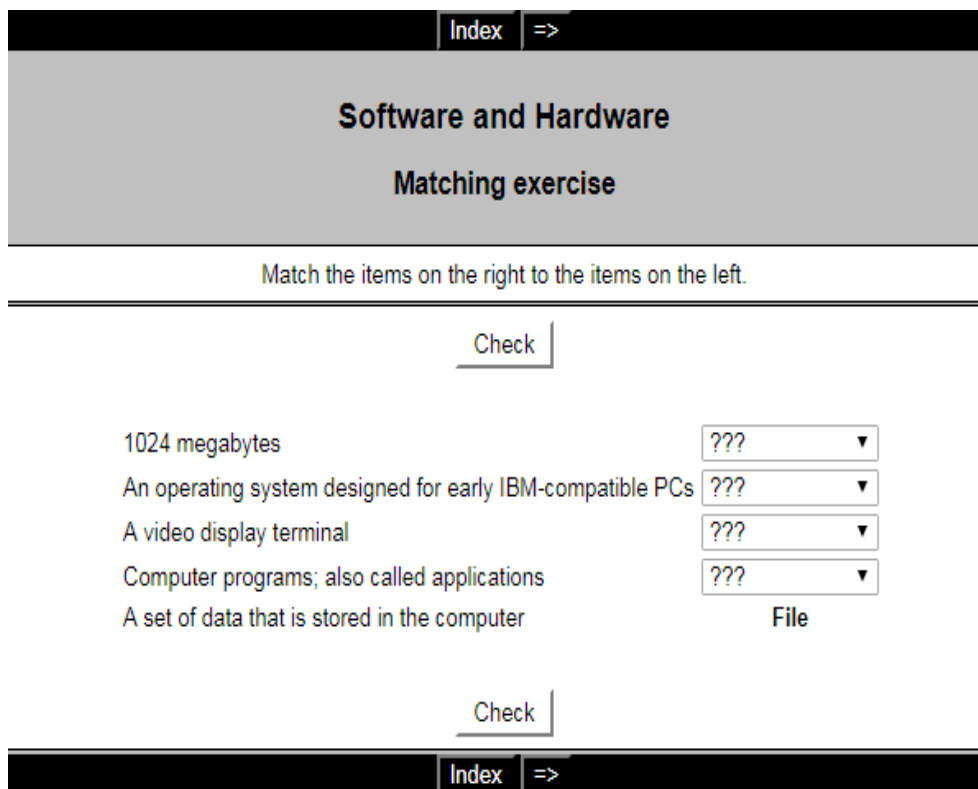 Index =>
Software and Hardware
Matching exercise
Match the items on the right to the items on the left.
Check
1024 megabytes ???
An operating system designed for early IBM-compatible PCs ???
A video display terminal ???
Computer programs; also called applications ???
A set of data that is stored in the computer File
Check
Index =>